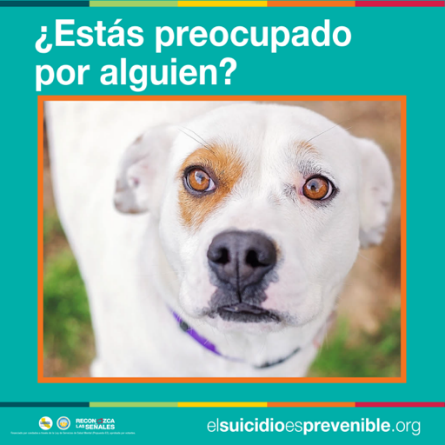 ¿Estás preocupado
por alguien?
RECONOZCA
LAS SEÑALES
elsuicidioesprevenible.org